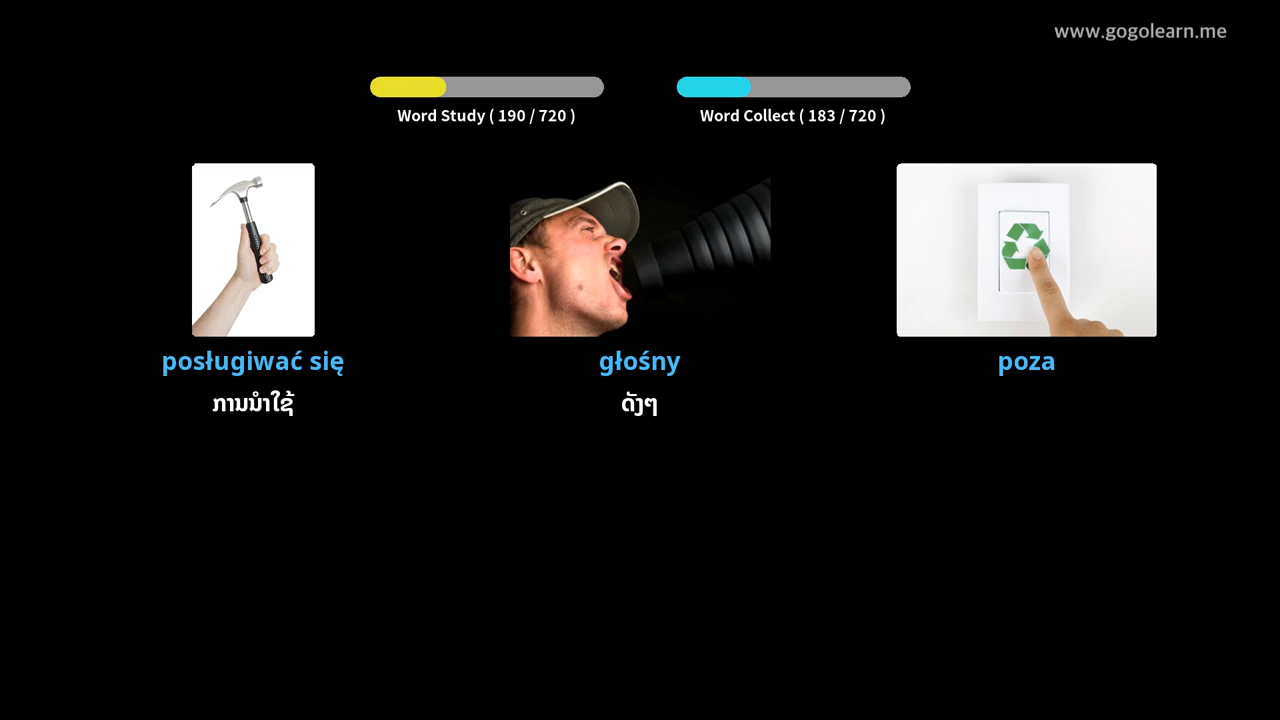 www.gogolearn.me
Word Study ( 190 / 720 )
Word Collect ( 183 / 720 )
posługiwać się
ການນຳໃຊ້
głośny
ດັງໆ
poza